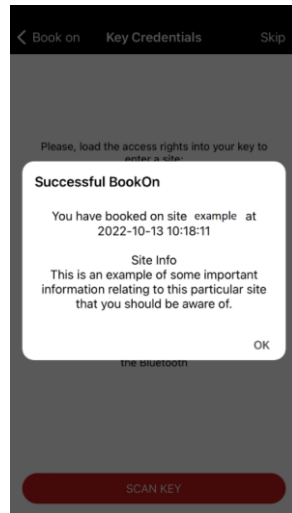 Book on Key Credentials Skip
Please, load the access rights into your key to
enter a site:
Successful BookOn
You have booked on site example at
2022-10-13 10:18:11
Site Info
This is an example of some important
information relating to this particular site
that you should be aware of.
OK
the Bluetooth
SCAN KEY